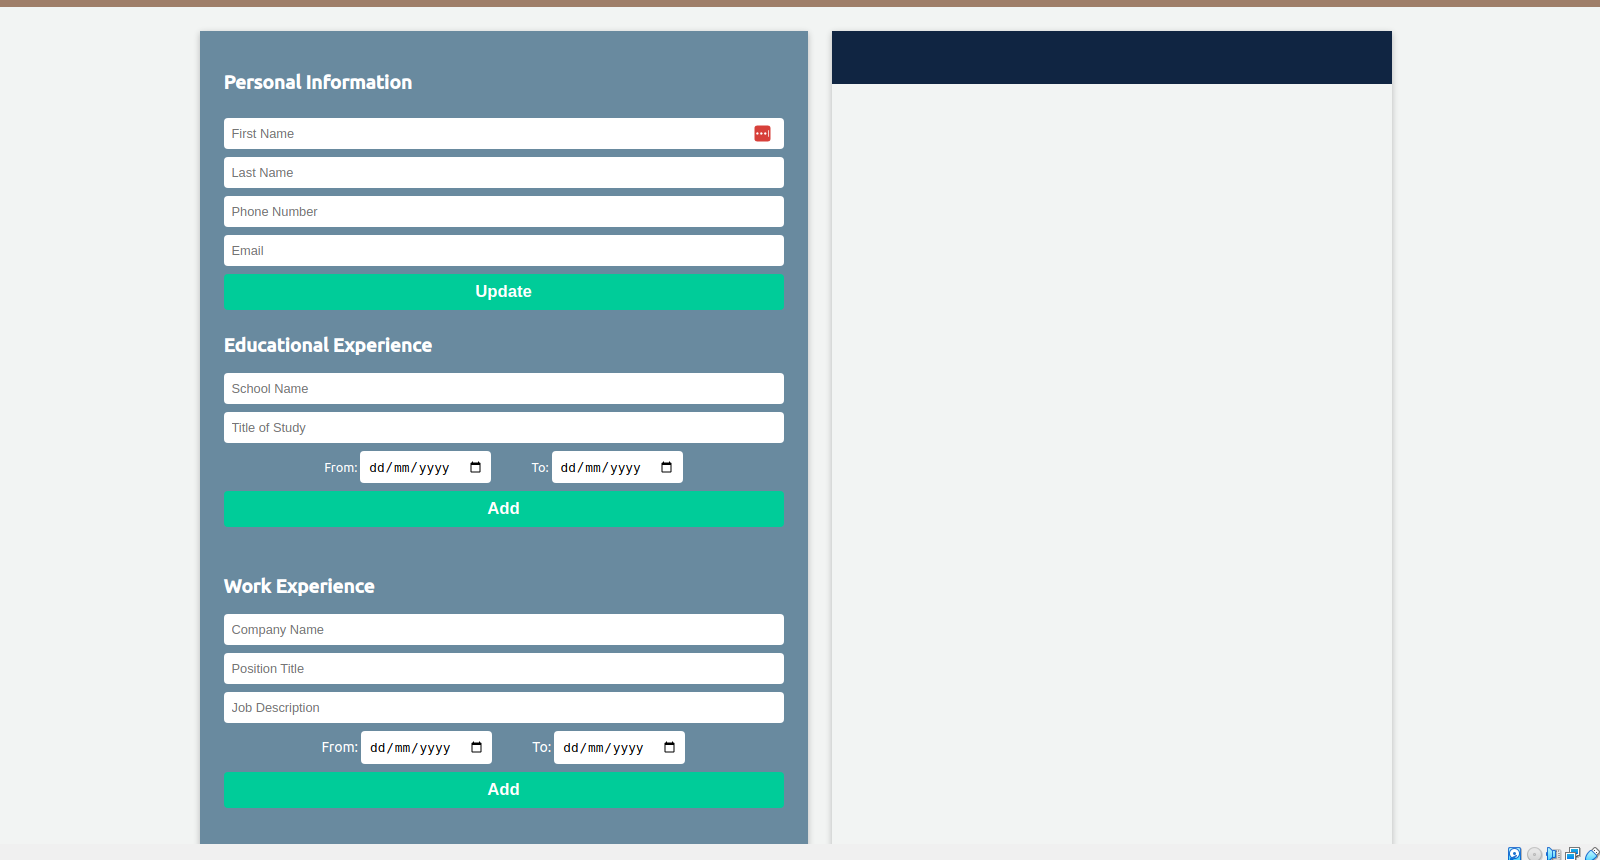 Personal Information
First Name
Last Name
Phone Number
Email
Update
Educational Experience
School Name
Title of Study
From: dd/mm/yyyy To: dd/mm/yyyy
Add
Work Experience
Company Name
Position Title
Job Description
From: dd/mm/yyyy To: dd/mm/yyyy
Add